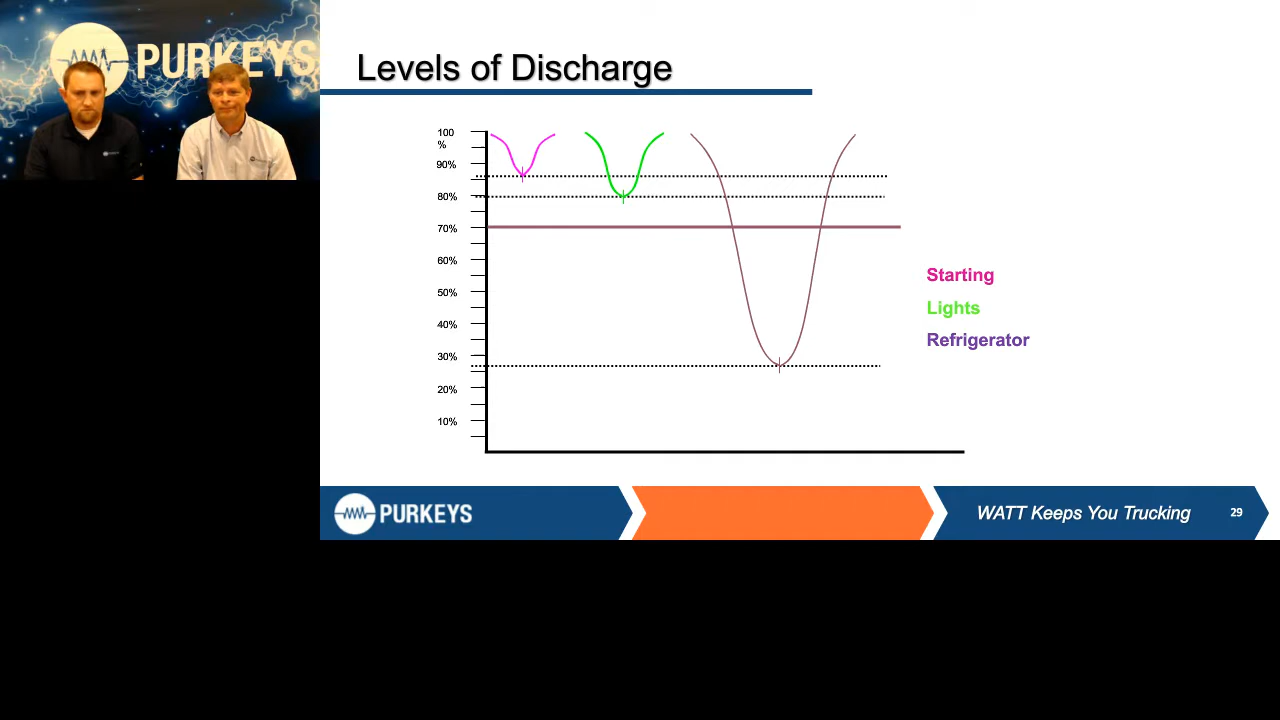 PURKEYS
Levels of Discharge
100
%
90%
80%
70%
60%
50%
40%
30%
20%
10%
Starting
Lights
Refrigerator
PURKEYS
WATT Keeps You Trucking
29